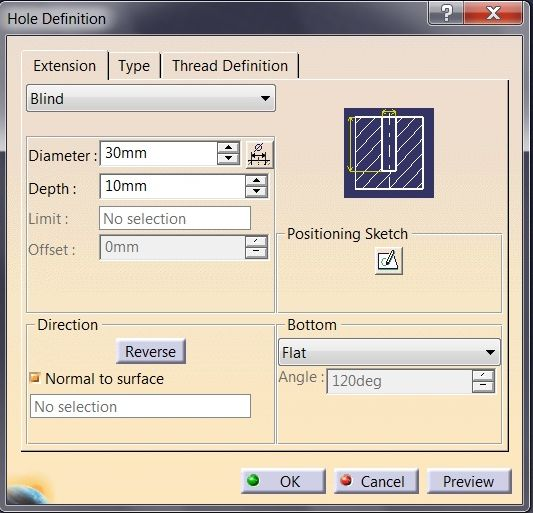 Hole Definition
?
X
Extension Type Thread Definition
Blind
Diameter : 30mm
Depth : 10mm
Limit : No selection
Offset : 0mm
Positioning Sketch
Direction
Reverse
Normal to surface
No selection
Bottom
Flat
Angle : 120deg
OK Cancel Preview